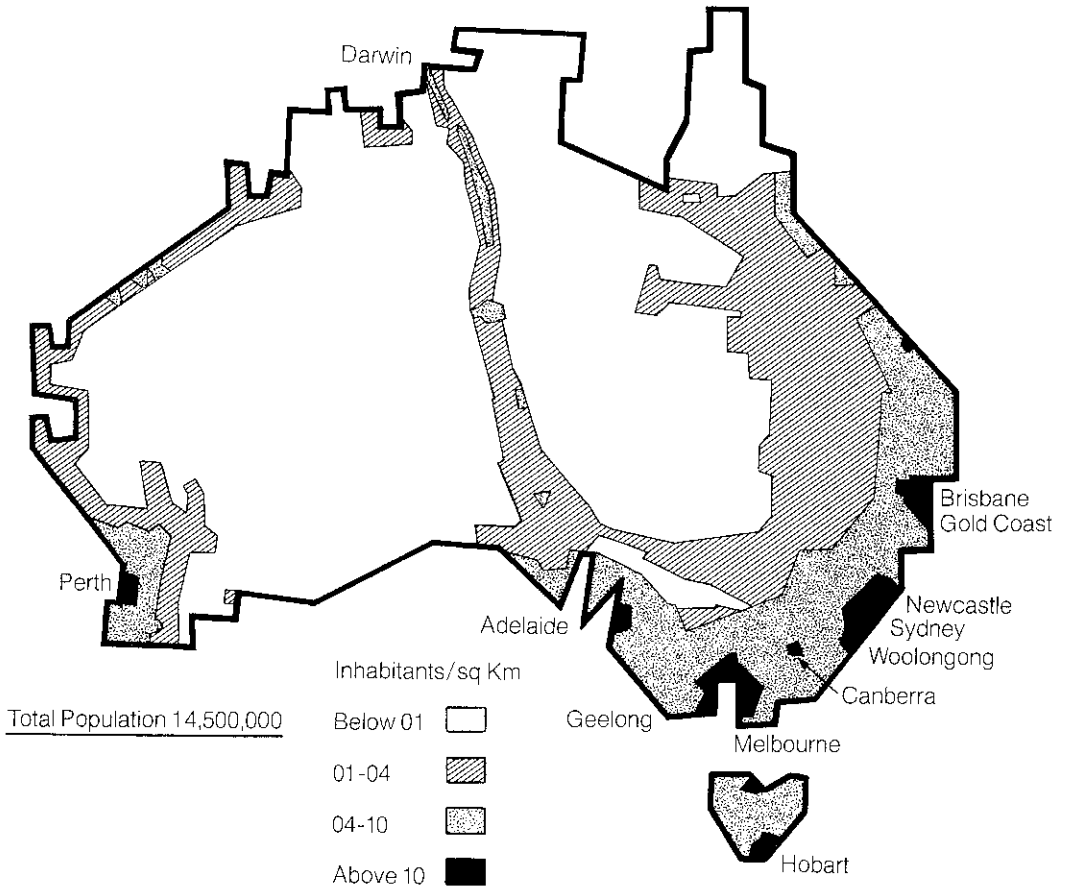 Darwin
Brisbane
Gold Coast
Perth
Newcastle
Sydney
Woolongong
Adelaide
Canberra
Geelong
Melbourne
Hobart
Total Population 14,500,000
Inhabitants/sq Km
Below 01
01-04
04-10
Above 10